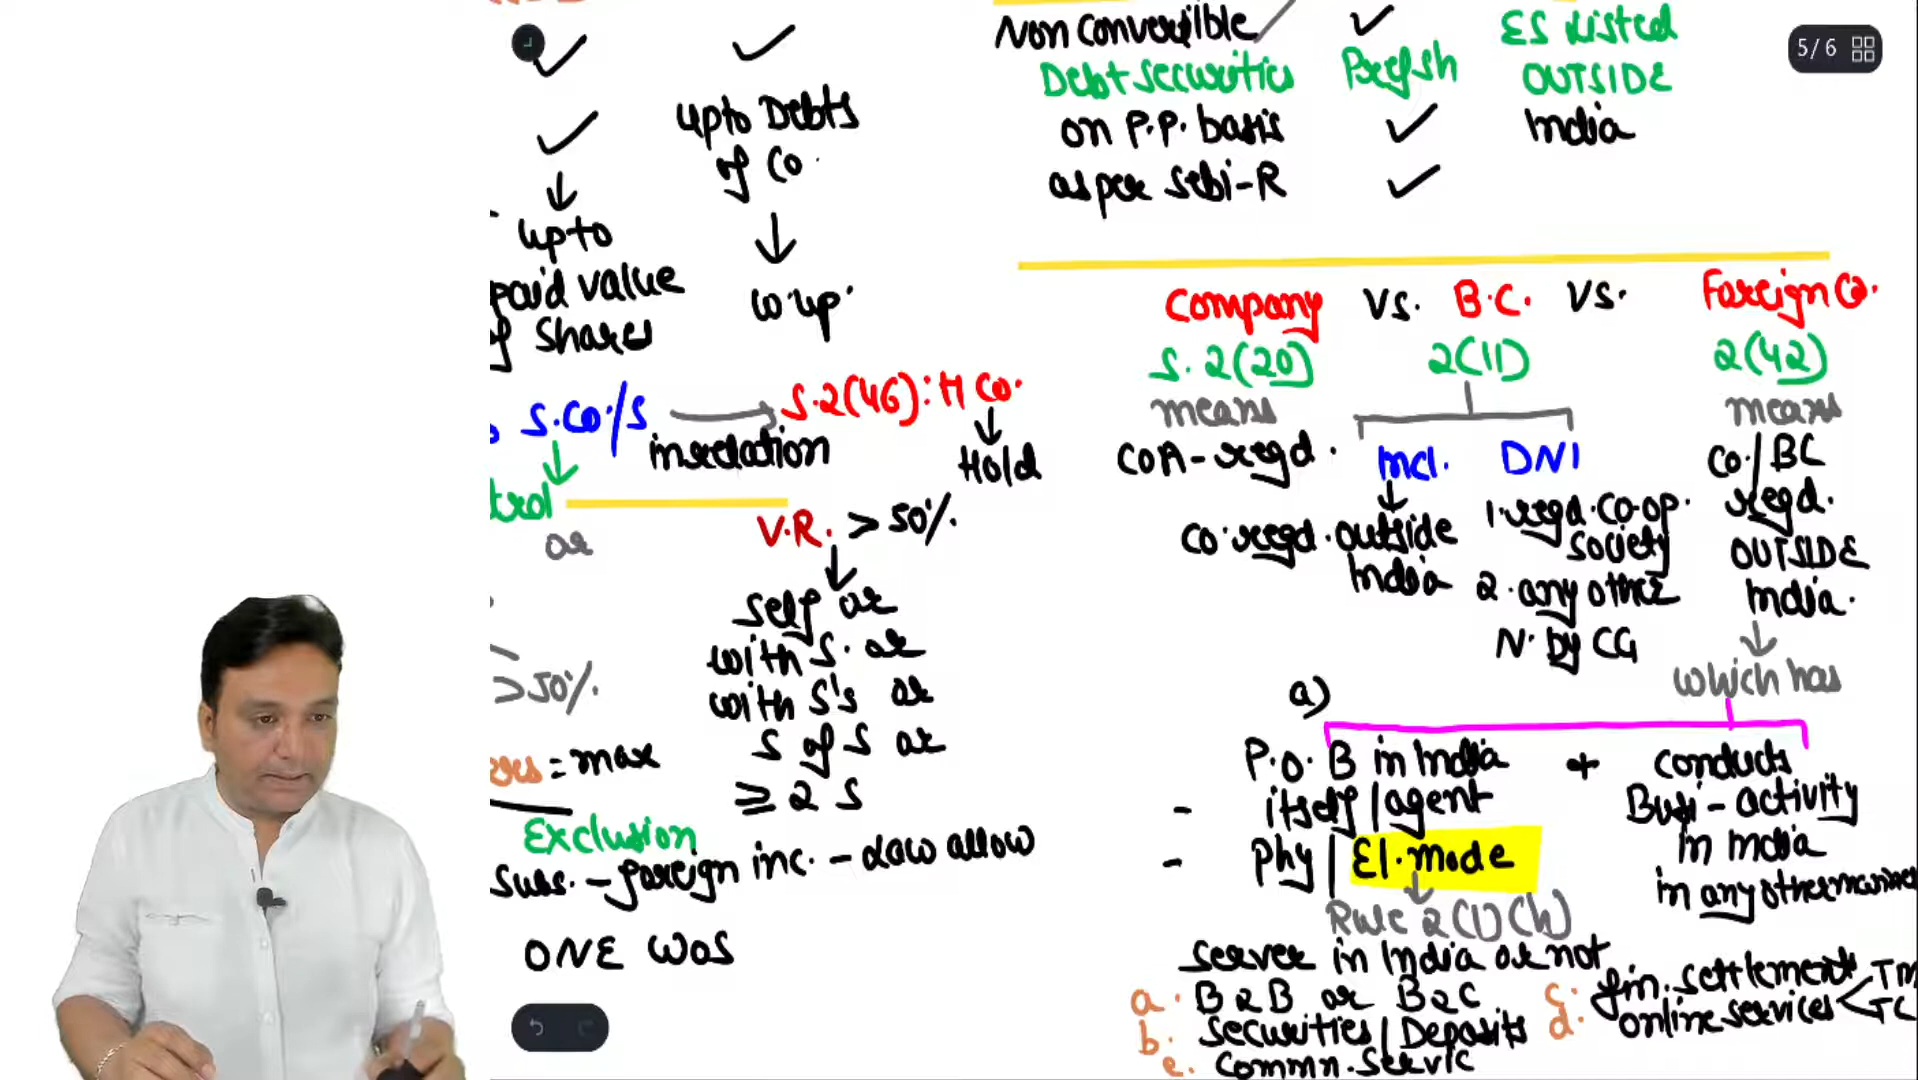 upto Debts
of Co.
w.up.
upto
paid value
of shares
S.Co./S
in relation
S.2(46): H Co.
Hold
or
V.R. > 50%.
self or
with S. or
with S's or
S of S or
≥ 2 S
>50%.
= max
Exclusion
Subs. - foreign inc. - law allow
ONE WOS
Non Convertible
Debt securities
on P.P. basis
as per Sebi-R
Pref sh
ES Listed
OUTSIDE
India
5/6
Company VS. B.C. VS. Foreign Co.
S.2(20) 2(11) 2(42)
means
COA-regd.
incl.
Co. regd. outside
India
DNI
1. regd. Co-op.
society
2. any other
N. by CG
means
Co./BC
regd.
OUTSIDE
India.
which has
a)
P.O.B in India +
- itself/agent
- Phy | El. mode
Rule 2(1)(h)
conducts
Busi-activity
in India
in any other manner
server in India or not
a. B2B or B2C
b. Securities/Deposits
c. fin. settlement
d. online services
e. Commn. servic